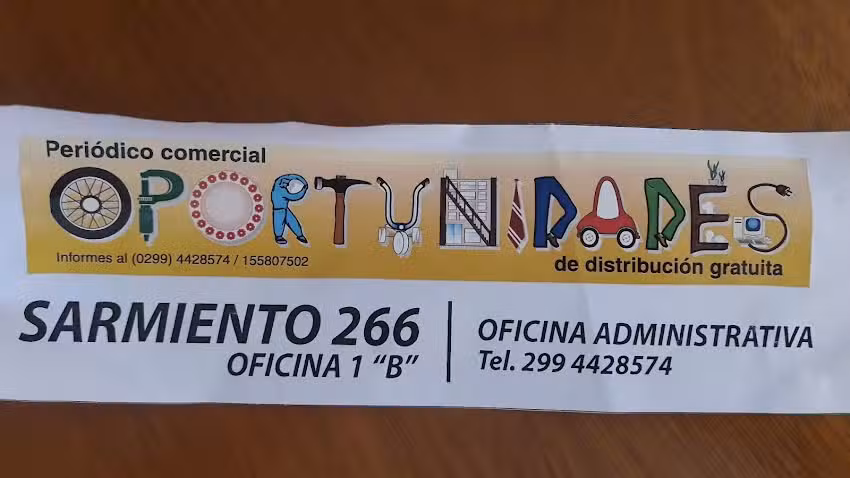 Periódico comercial
OPORTUNIDADES
Informes al (0299) 4428574 / 155807502
de distribución gratuita
SARMIENTO 266
OFICINA 1 “B”
OFICINA ADMINISTRATIVA
Tel. 299 4428574